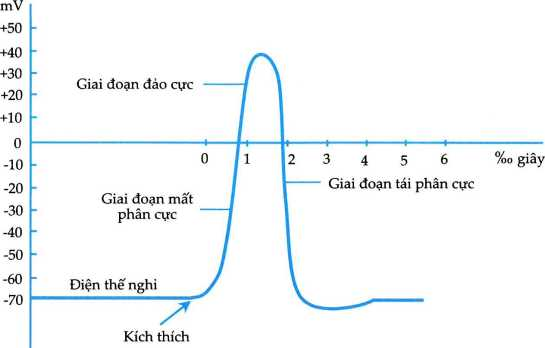 mV
+50
+40
+30
+20
+10
0
-10
-20
-30
-40
-50
-60
-70
Giai đoạn đảo cực
0 1 2 3 4 5 6 ‰ giây
Giai đoạn tái phân cực
Giai đoạn mất
phân cực
Điện thế nghi
Kích thích